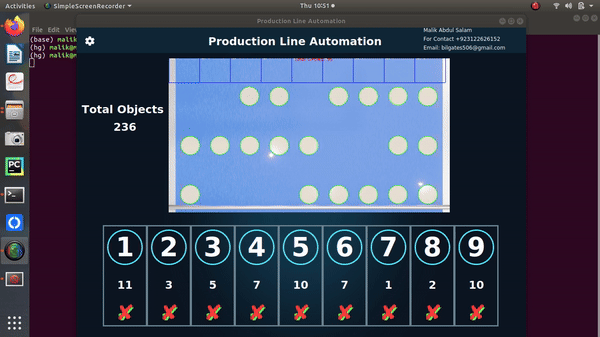 Activities
SimpleScreenRecorder
Thu 10:51
Production Line Automation
File Edit View
(base) malik
(hg) malik@m
(hg) malik@m
Production Line Automation
Malik Abdul Salam
For Contact +923122626152
Email: bilgates506@gmail.com
Total Objects
236
1 2 3 4 5 6 7 8 9
11 3 5 7 10 7 1 2 10
PC